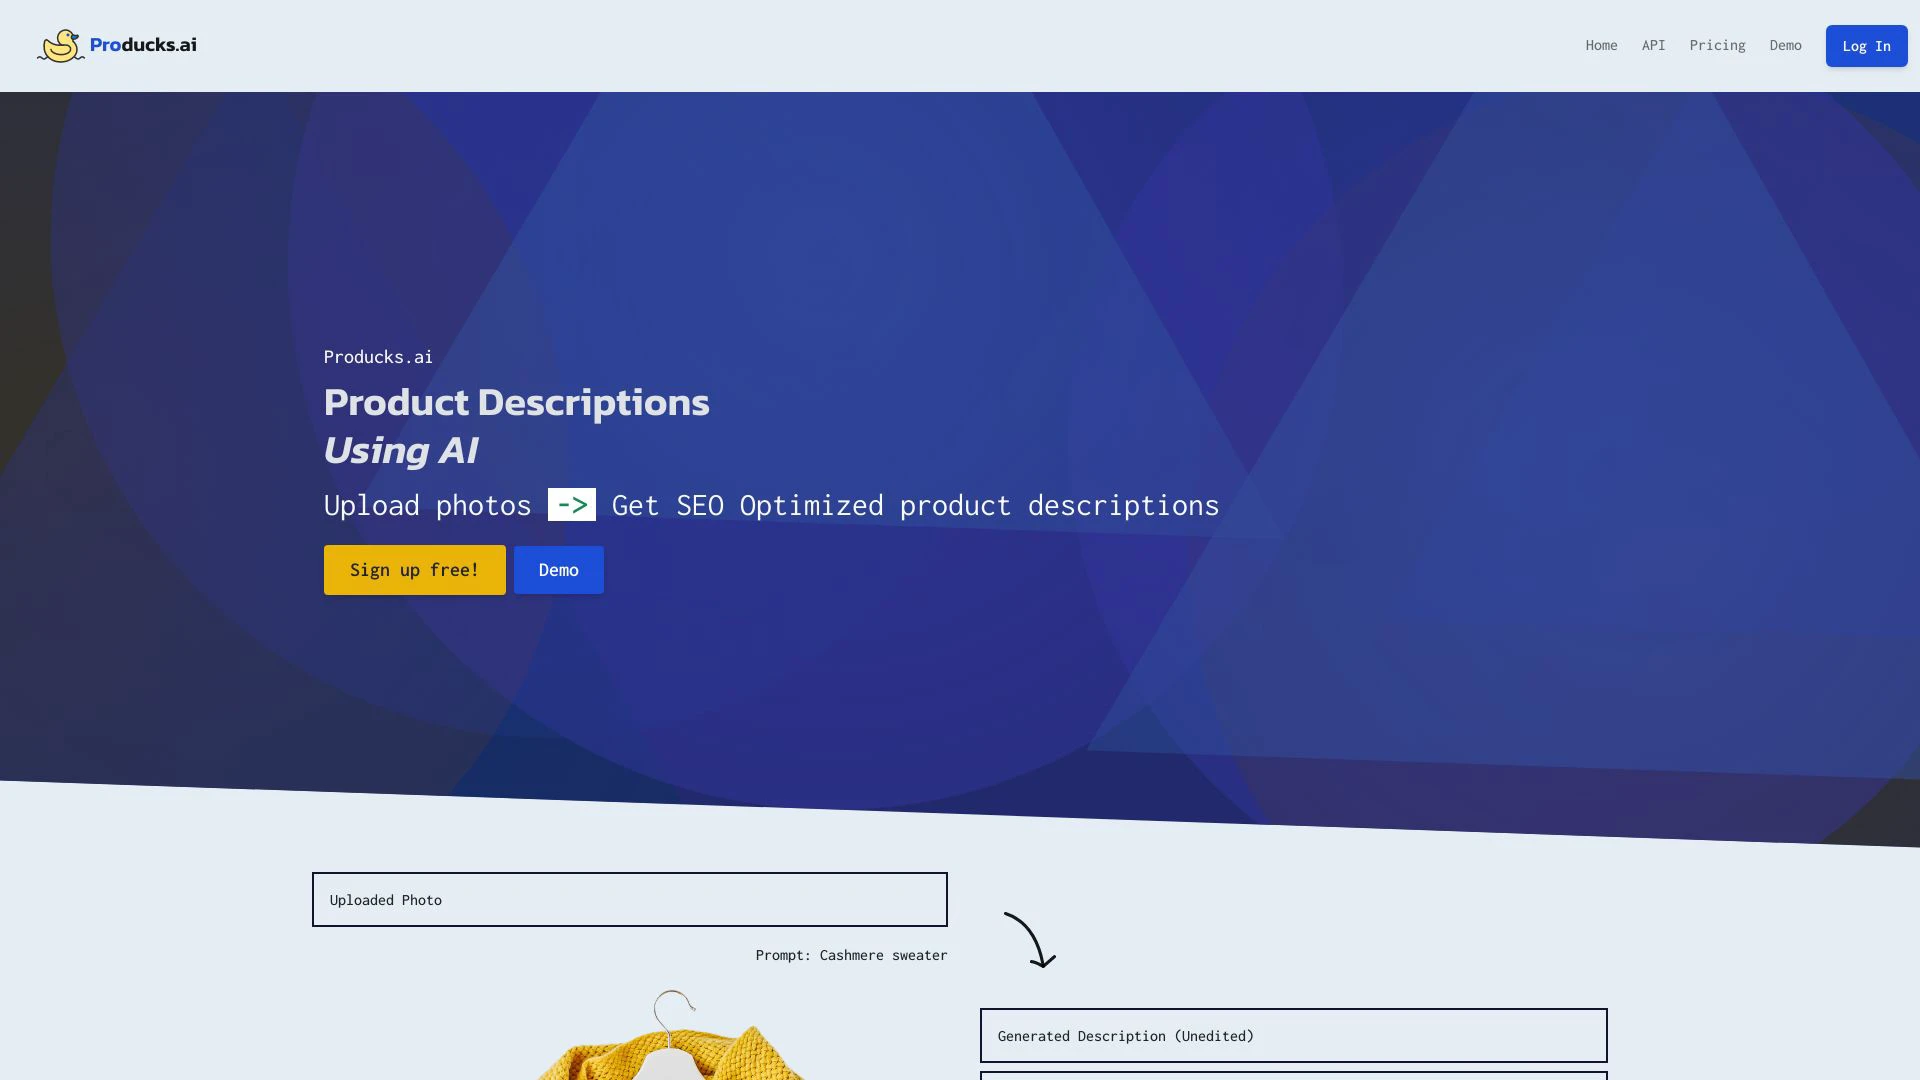 Producks.ai
Home
API
Pricing
Demo
Log In
Producks.ai
Product Descriptions
Using AI
Upload photos -> Get SEO Optimized product descriptions
Sign up free!
Demo
Uploaded Photo
Prompt: Cashmere sweater
Generated Description (Unedited)